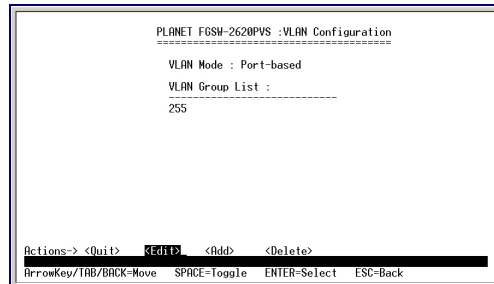 PLANET FGSW-2620PVS :VLAN Configuration
=======================================
VLAN Mode : Port-based
VLAN Group List :
----------------------------
255
Actions-> <Quit> <Edit> <Add> <Delete>
ArrowKey/TAB/BACK=Move SPACE=Toggle ENTER=Select ESC=Back